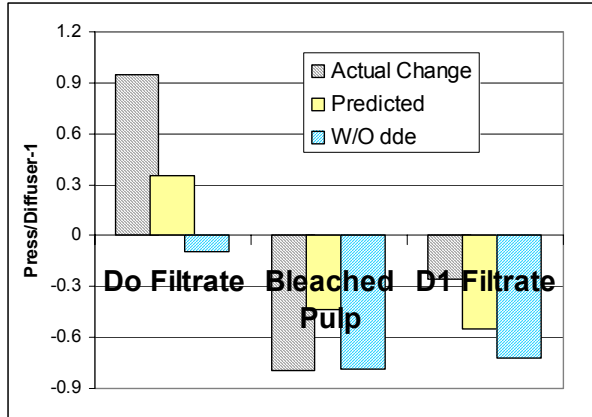 1.2
0.9
0.6
0.3
0
-0.3
-0.6
-0.9
Press/Diffuser-1
Actual Change
Predicted
W/O dde
Do Filtrate Bleached D1 Filtrate
Pulp